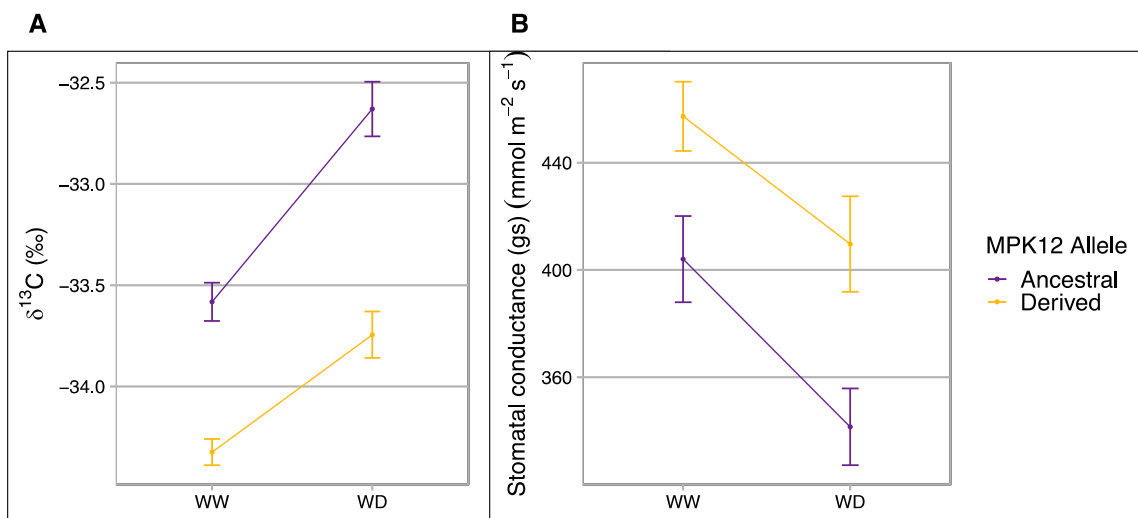 A
B
−32.5
−33.0
−33.5
−34.0
δ¹³C (‰)
WW
WD
Stomatal conductance (gs) (mmol m⁻² s⁻¹)
440
400
360
WW
WD
MPK12 Allele
Ancestral
Derived